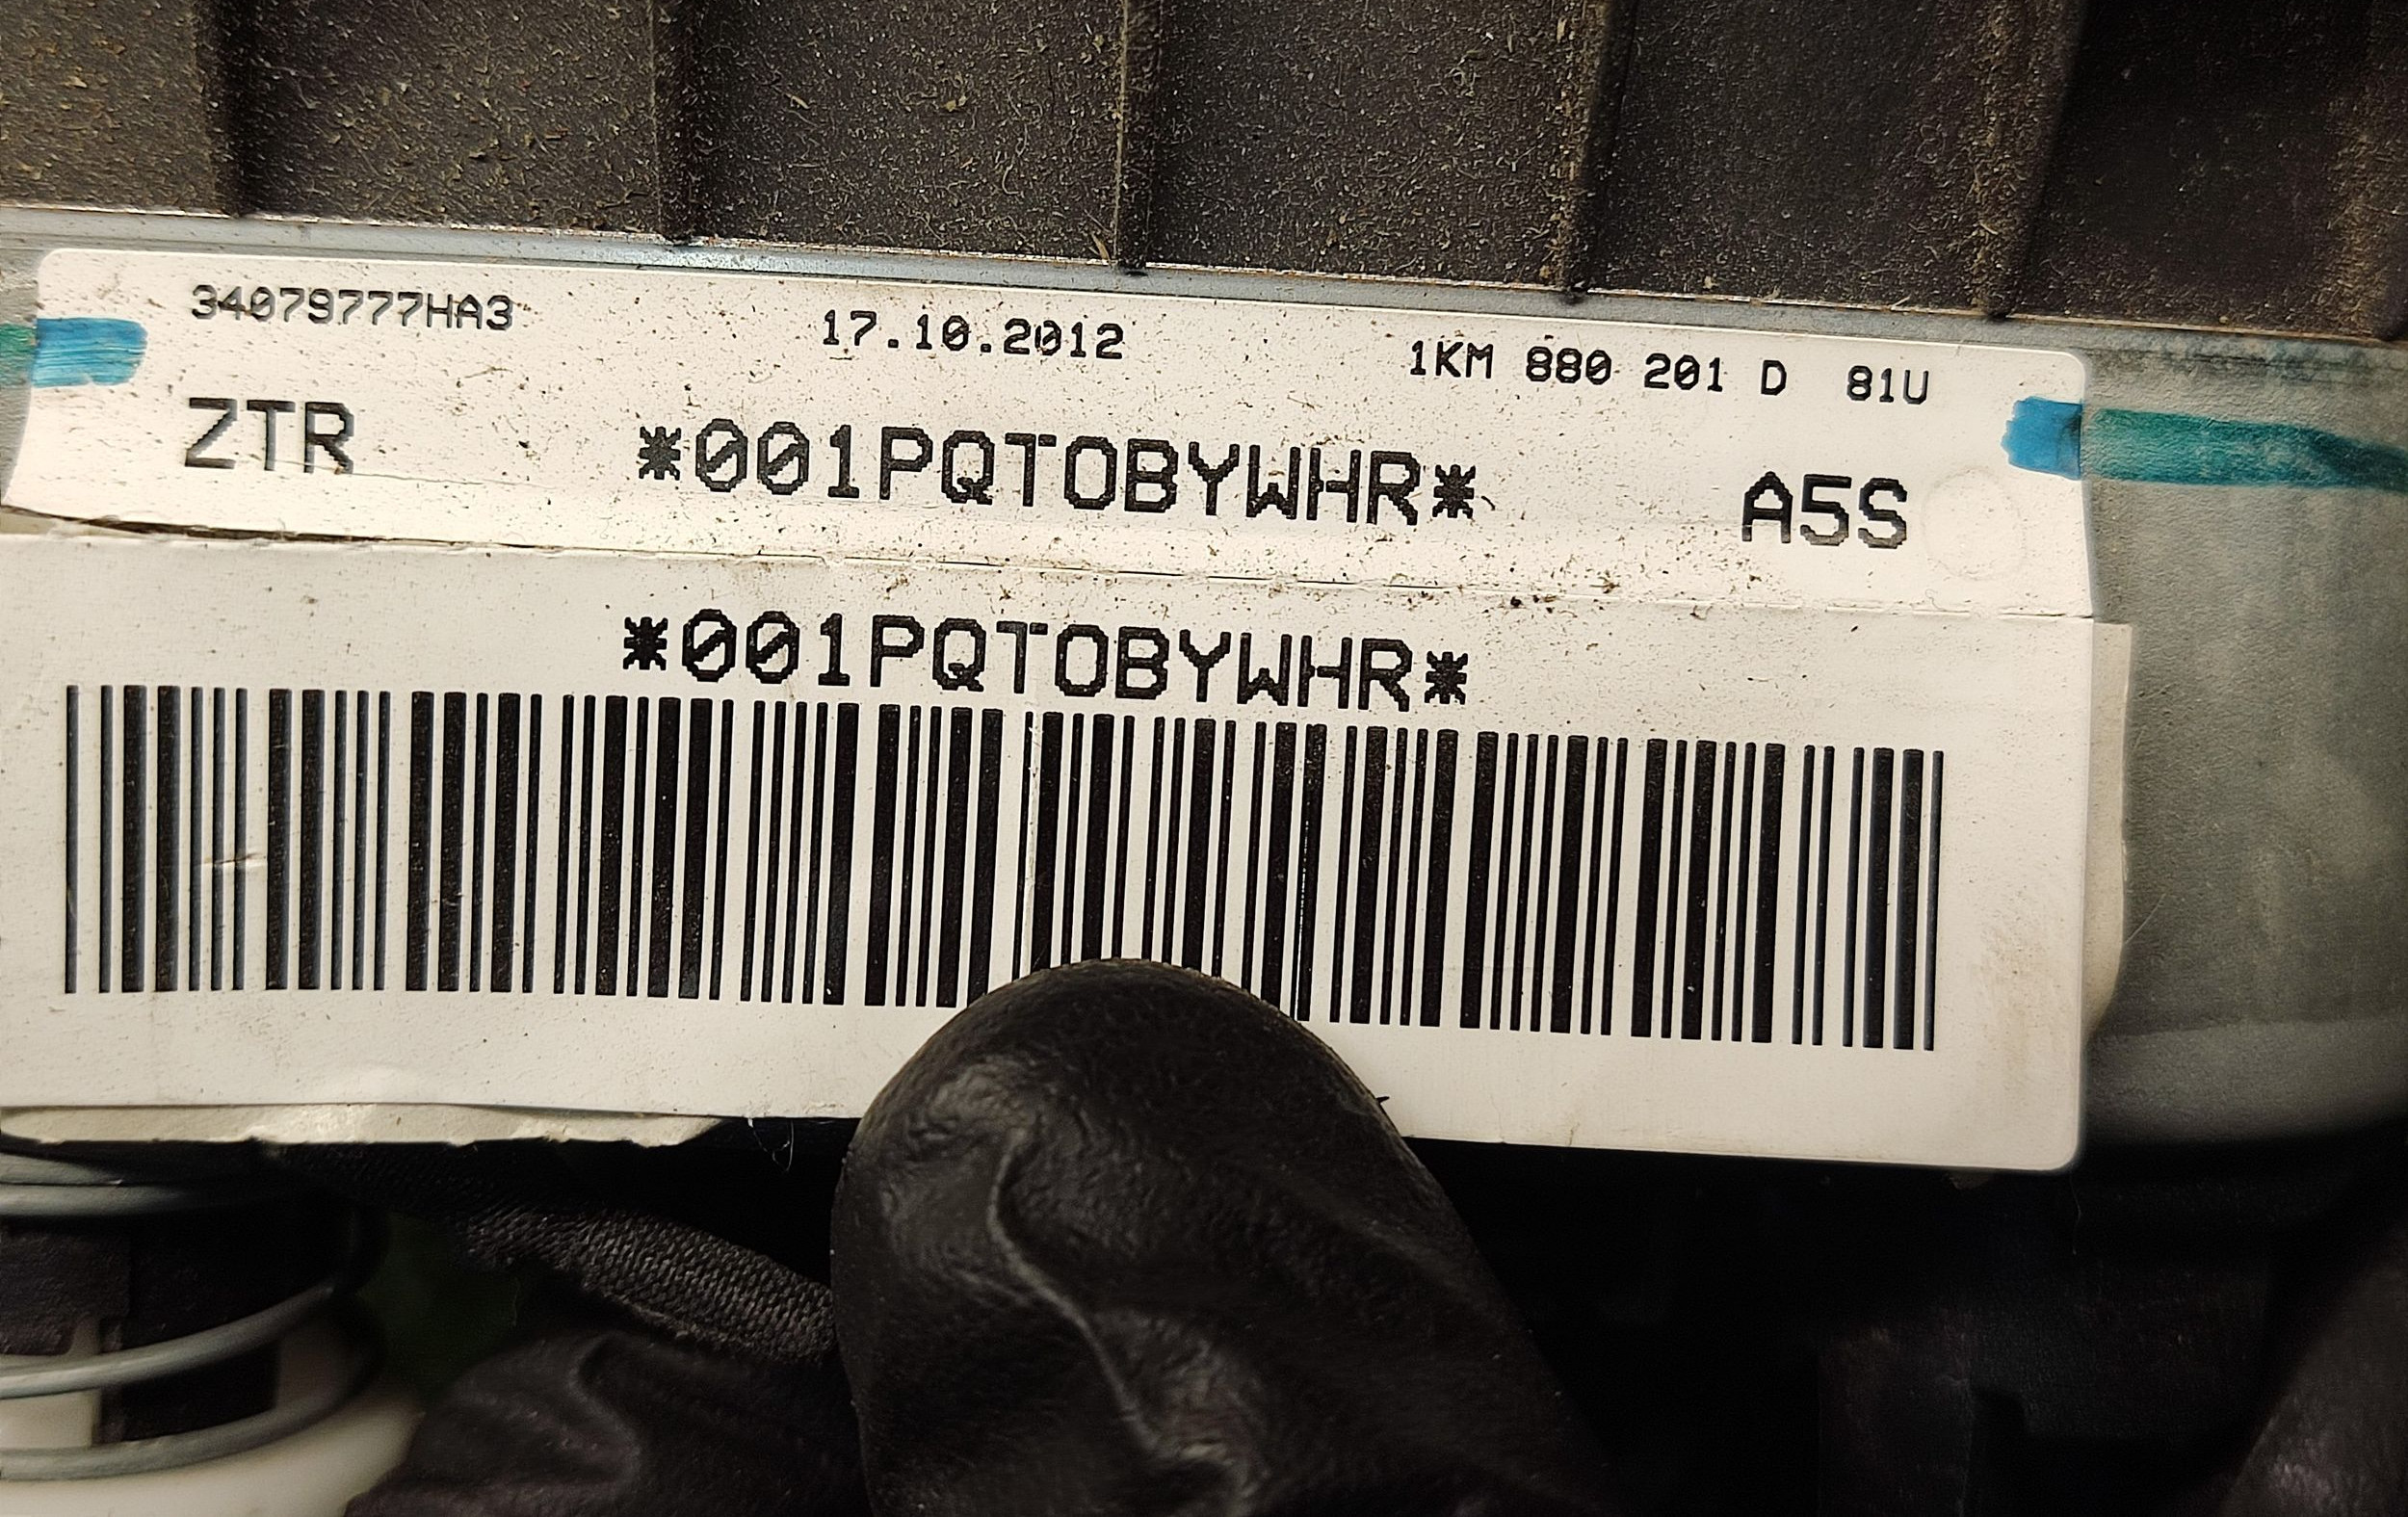 34079777HA3 17.10.2012 1KM 880 201 D 81U
ZTR *001PQTOBYWHR* A5S
*001PQTOBYWHR*